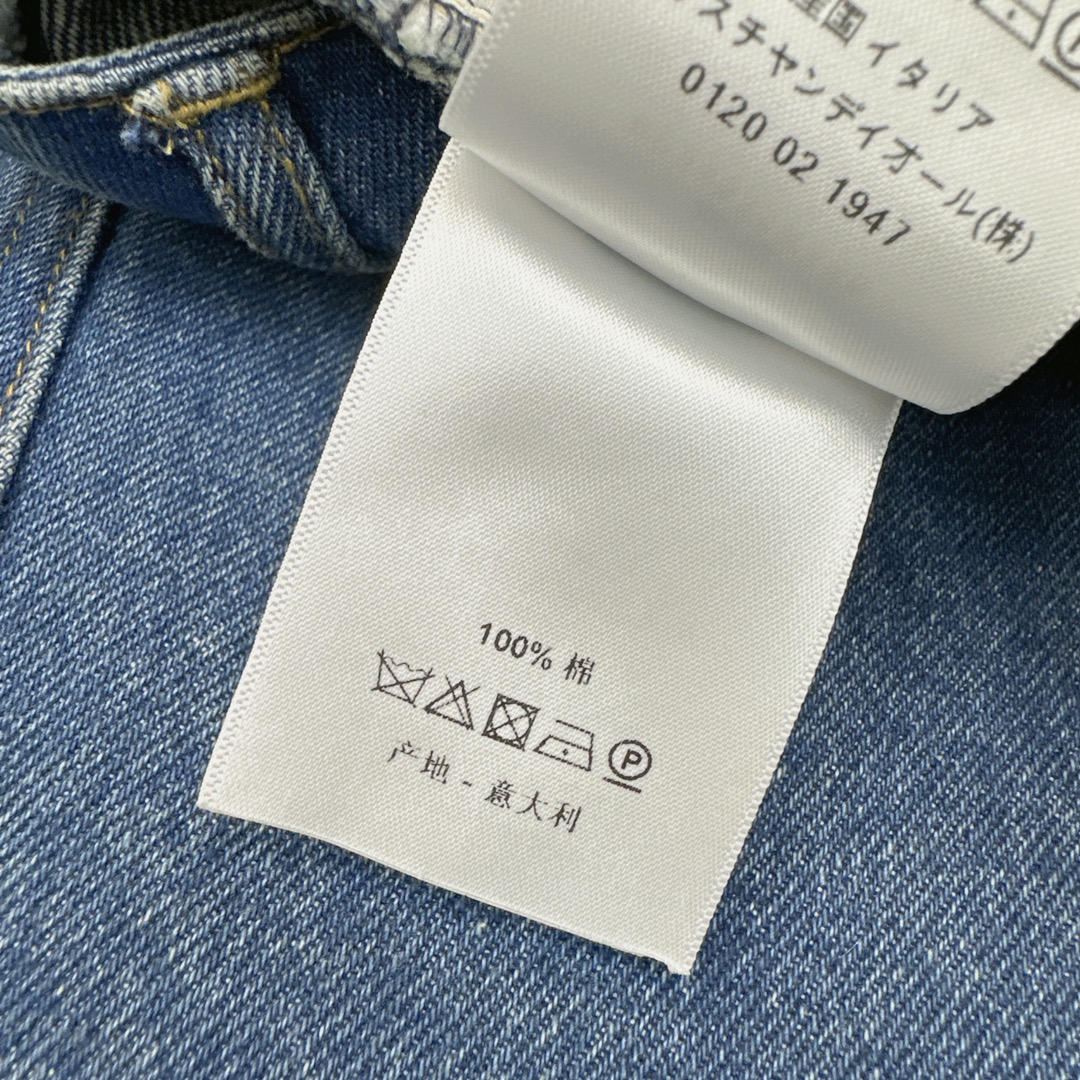 産国 イタリア
スチャンディオール(株)
0120 02 1947
100% 棉
P
产地 - 意大利